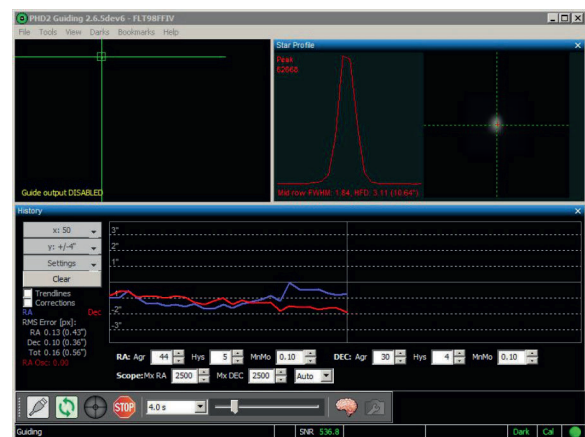 PHD2 Guiding 2.6.5dev6 - FLT98FFIV
File Tools View Darks Bookmarks Help
Guide output DISABLED
Star Profile
Peak
62668
Mid row FWHM: 1.84, HFD: 3.11 (10.64")
History
x: 50
y: +/-4"
Settings
Clear
Trendlines
Corrections
RA Dec
RMS Error [px]:
RA 0.13 (0.43")
Dec 0.10 (0.36")
Tot 0.16 (0.56")
RA Osc: 0.00
3"
2"
-2"
-3"
RA: Agr 44 Hys 5 MnMo 0.10 DEC: Agr 30 Hys 4 MnMo 0.10
Scope:Mx RA 2500 Mx DEC 2500 Auto
STOP
4.0 s
Guiding SNR 536.8 Dark Cal